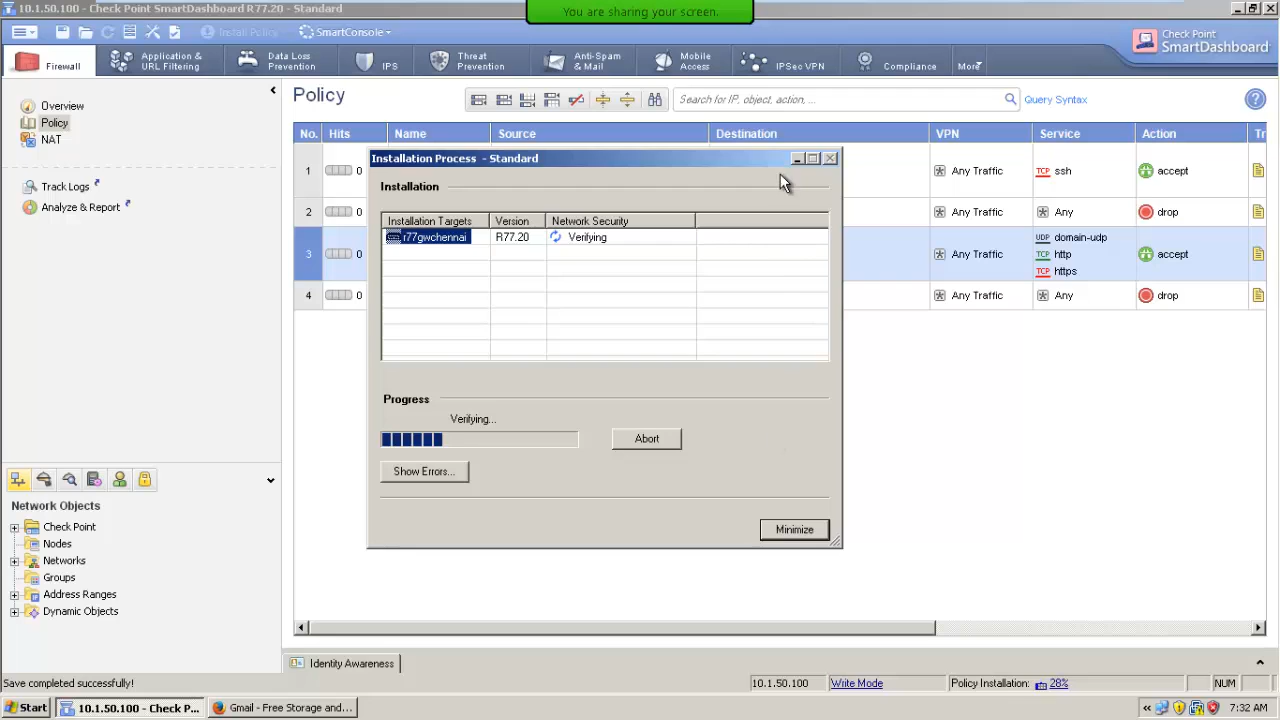 10.1.50.100 - Check Point SmartDashboard R77.20 - Standard
You are sharing your screen.
Install Policy
SmartConsole
Check Point
SmartDashboard
Firewall
Application & URL Filtering
Data Loss Prevention
IPS
Threat Prevention
Anti-Spam & Mail
Mobile Access
IPSec VPN
Compliance
More
Overview
Policy
NAT
Track Logs
Analyze & Report
Policy
Search for IP, object, action, ...
Query Syntax
No. Hits Name Source Destination VPN Service Action Tr
1 0 Any Traffic TCP ssh accept
2 0 Any Traffic Any drop
3 0 Any Traffic UDP domain-udp accept
TCP http
TCP https
4 0 Any Traffic Any drop
Installation Process - Standard
Installation
Installation Targets Version Network Security
r77gwchennai R77.20 Verifying
Progress
Verifying...
Abort
Show Errors...
Minimize
Network Objects
Check Point
Nodes
Networks
Groups
Address Ranges
Dynamic Objects
Identity Awareness
Save completed successfully!
10.1.50.100
Write Mode
Policy Installation: 28%
NUM
Start
10.1.50.100 - Check P...
Gmail - Free Storage and...
7:32 AM